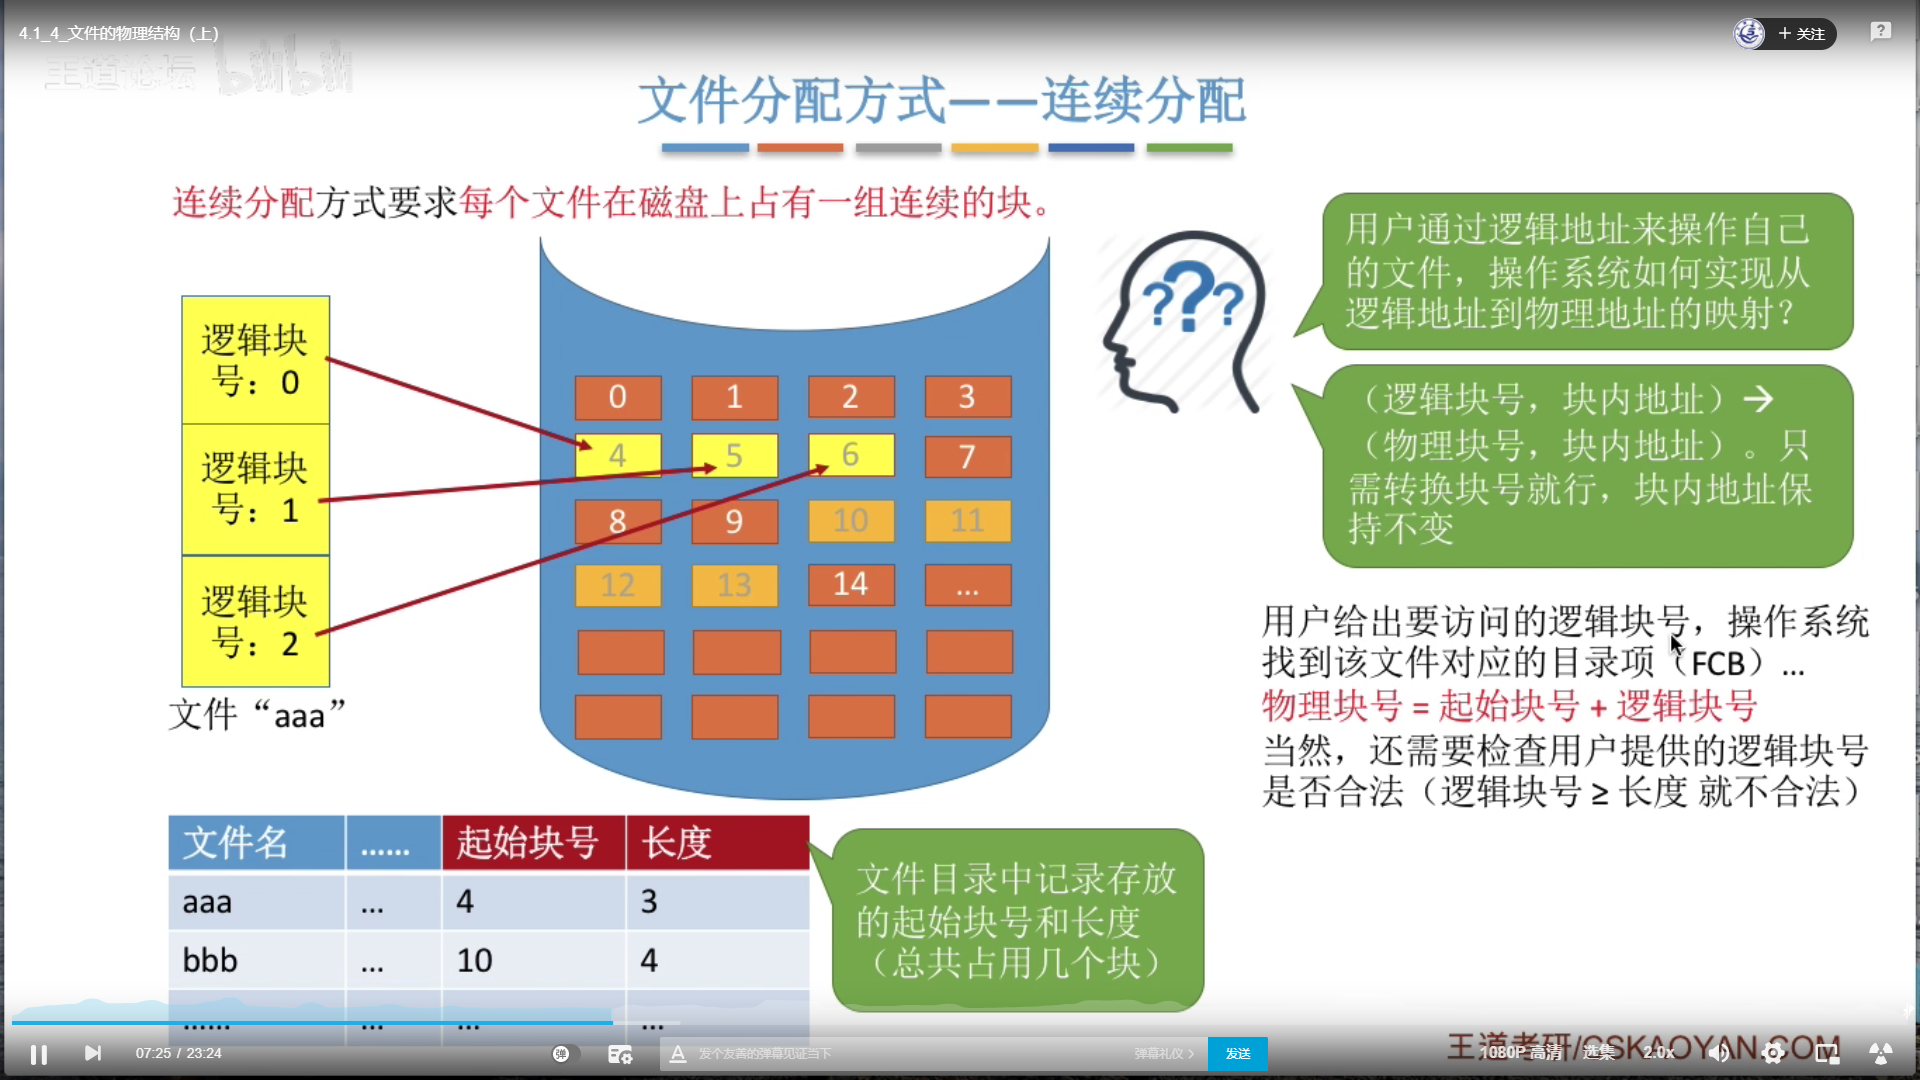 4.1_4_文件的物理结构（上）
+ 关注
王道论坛 bilibili
文件分配方式——连续分配
连续分配方式要求每个文件在磁盘上占有一组连续的块。
逻辑块
号：0
逻辑块
号：1
逻辑块
号：2
文件“aaa”
0 1 2 3
4 5 6 7
8 9 10 11
12 13 14 ...
???
用户通过逻辑地址来操作自己
的文件，操作系统如何实现从
逻辑地址到物理地址的映射？
（逻辑块号，块内地址）→
（物理块号，块内地址）。只
需转换块号就行，块内地址保
持不变
用户给出要访问的逻辑块号，操作系统
找到该文件对应的目录项（FCB）...
物理块号 = 起始块号 + 逻辑块号
当然，还需要检查用户提供的逻辑块号
是否合法（逻辑块号 ≥ 长度 就不合法）
文件名 ...... 起始块号 长度
aaa ... 4 3
bbb ... 10 4
...... ... ... ...
文件目录中记录存放
的起始块号和长度
（总共占用几个块）
王道考研/CSKAOYAN.COM
07:25 / 23:24
弹
发个友善的弹幕见证当下
弹幕礼仪 >
发送
1080P 高清
选集
2.0x